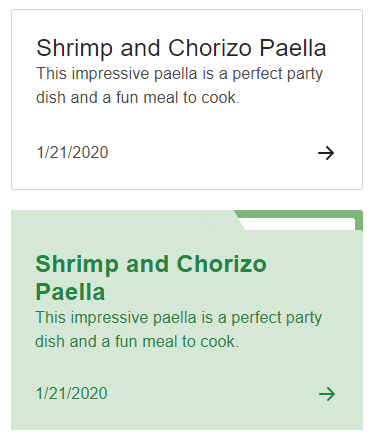 Shrimp and Chorizo Paella
This impressive paella is a perfect party
dish and a fun meal to cook.
1/21/2020
Shrimp and Chorizo
Paella
This impressive paella is a perfect party
dish and a fun meal to cook.
1/21/2020